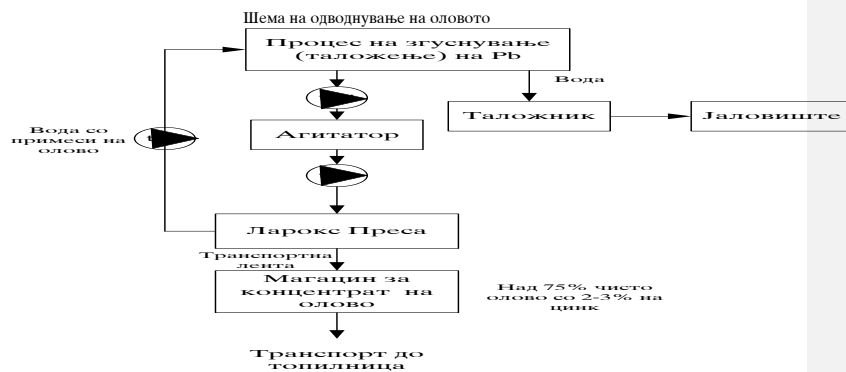 Шема на одводнување на оловото
Процес на згуснување
(таложење) на Pb
Вода
Таложник
Јаловиште
Агитатор
Вода со
примеси на
олово
Ларокс Преса
Транспортна
лента
Магацин за
концентрат на
олово
Над 75% чисто
олово со 2-3% на
цинк
Транспорт до
топилница